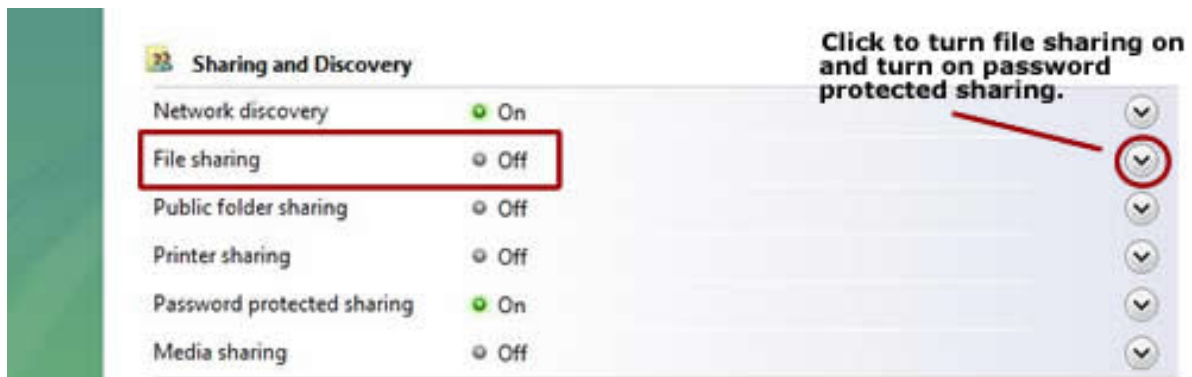 Sharing and Discovery
Click to turn file sharing on
and turn on password
protected sharing.
Network discovery On
File sharing Off
Public folder sharing Off
Printer sharing Off
Password protected sharing On
Media sharing Off